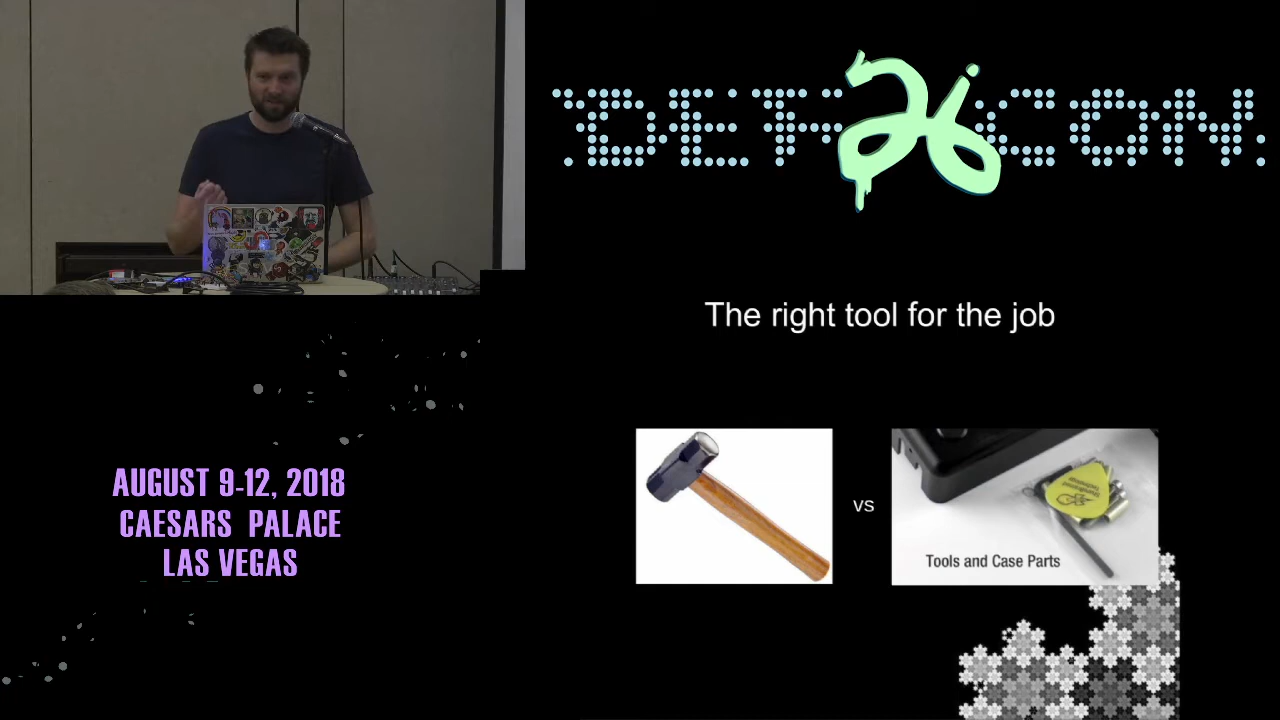 DEF 26 CON
The right tool for the job
vs
Tools and Case Parts
AUGUST 9-12, 2018
CAESARS PALACE
LAS VEGAS